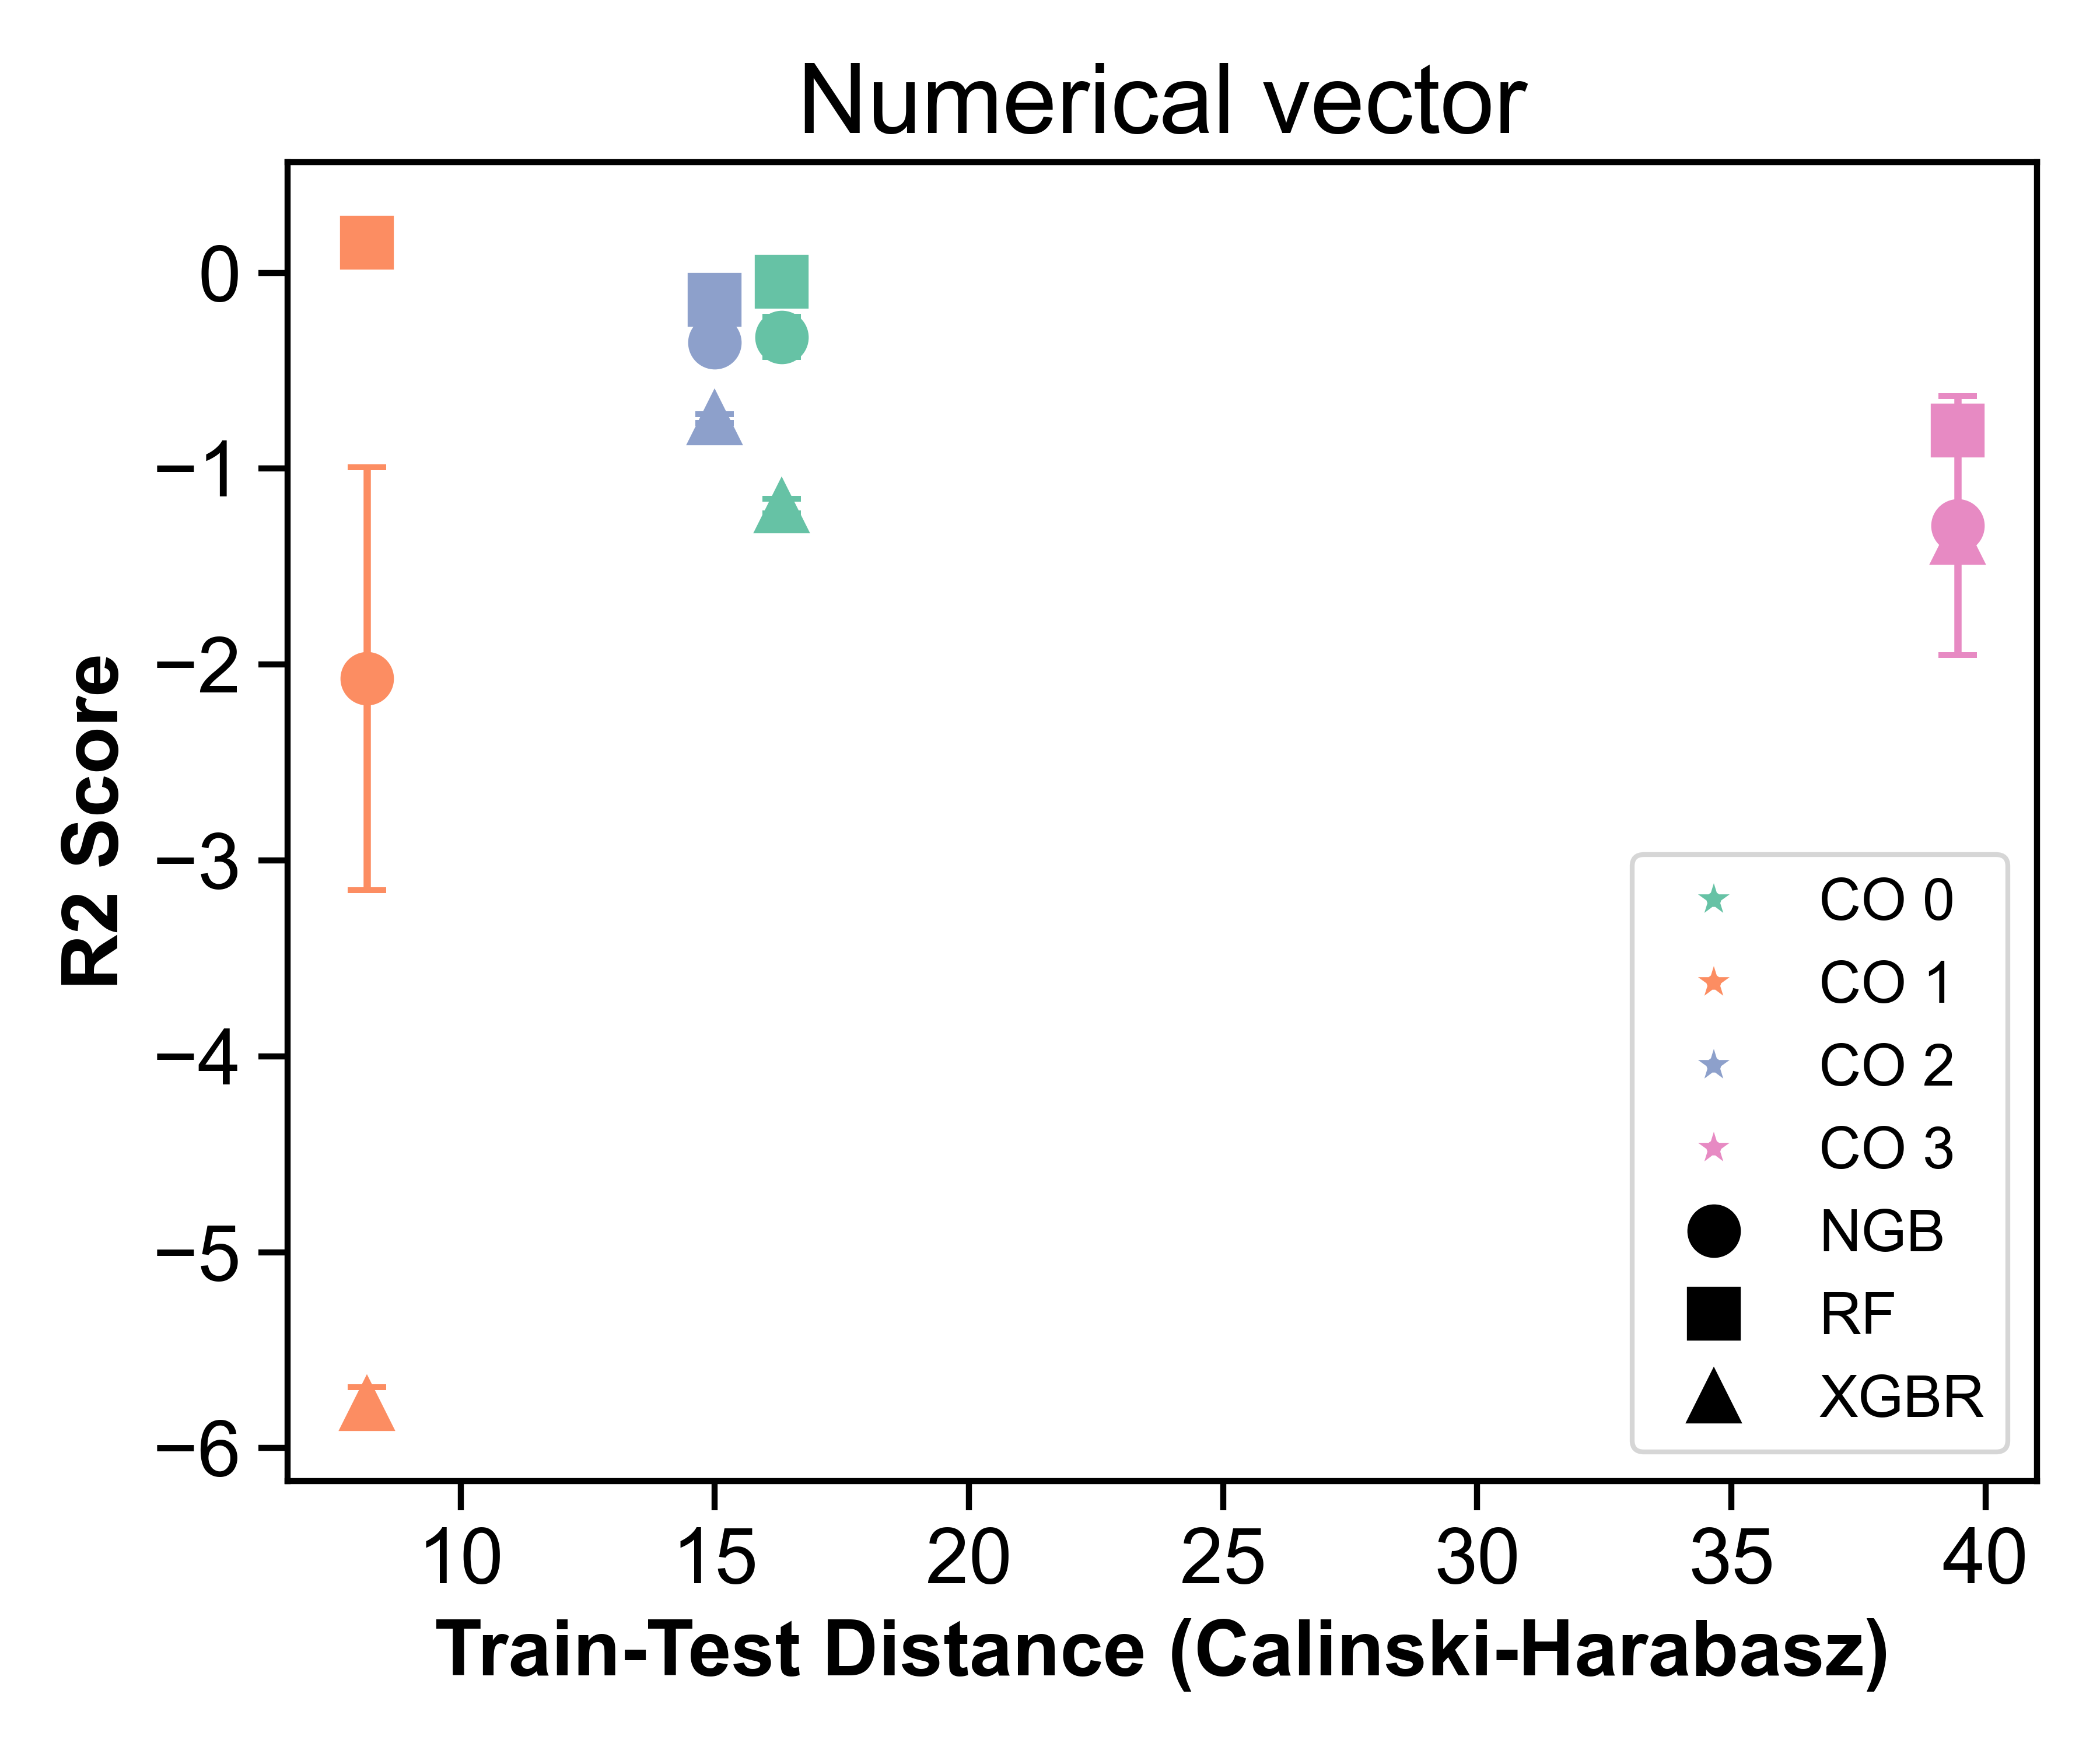 Numerical vector
R2 Score
0
−1
−2
−3
−4
−5
−6
10 15 20 25 30 35 40
Train-Test Distance (Calinski-Harabasz)
CO 0
CO 1
CO 2
CO 3
NGB
RF
XGBR